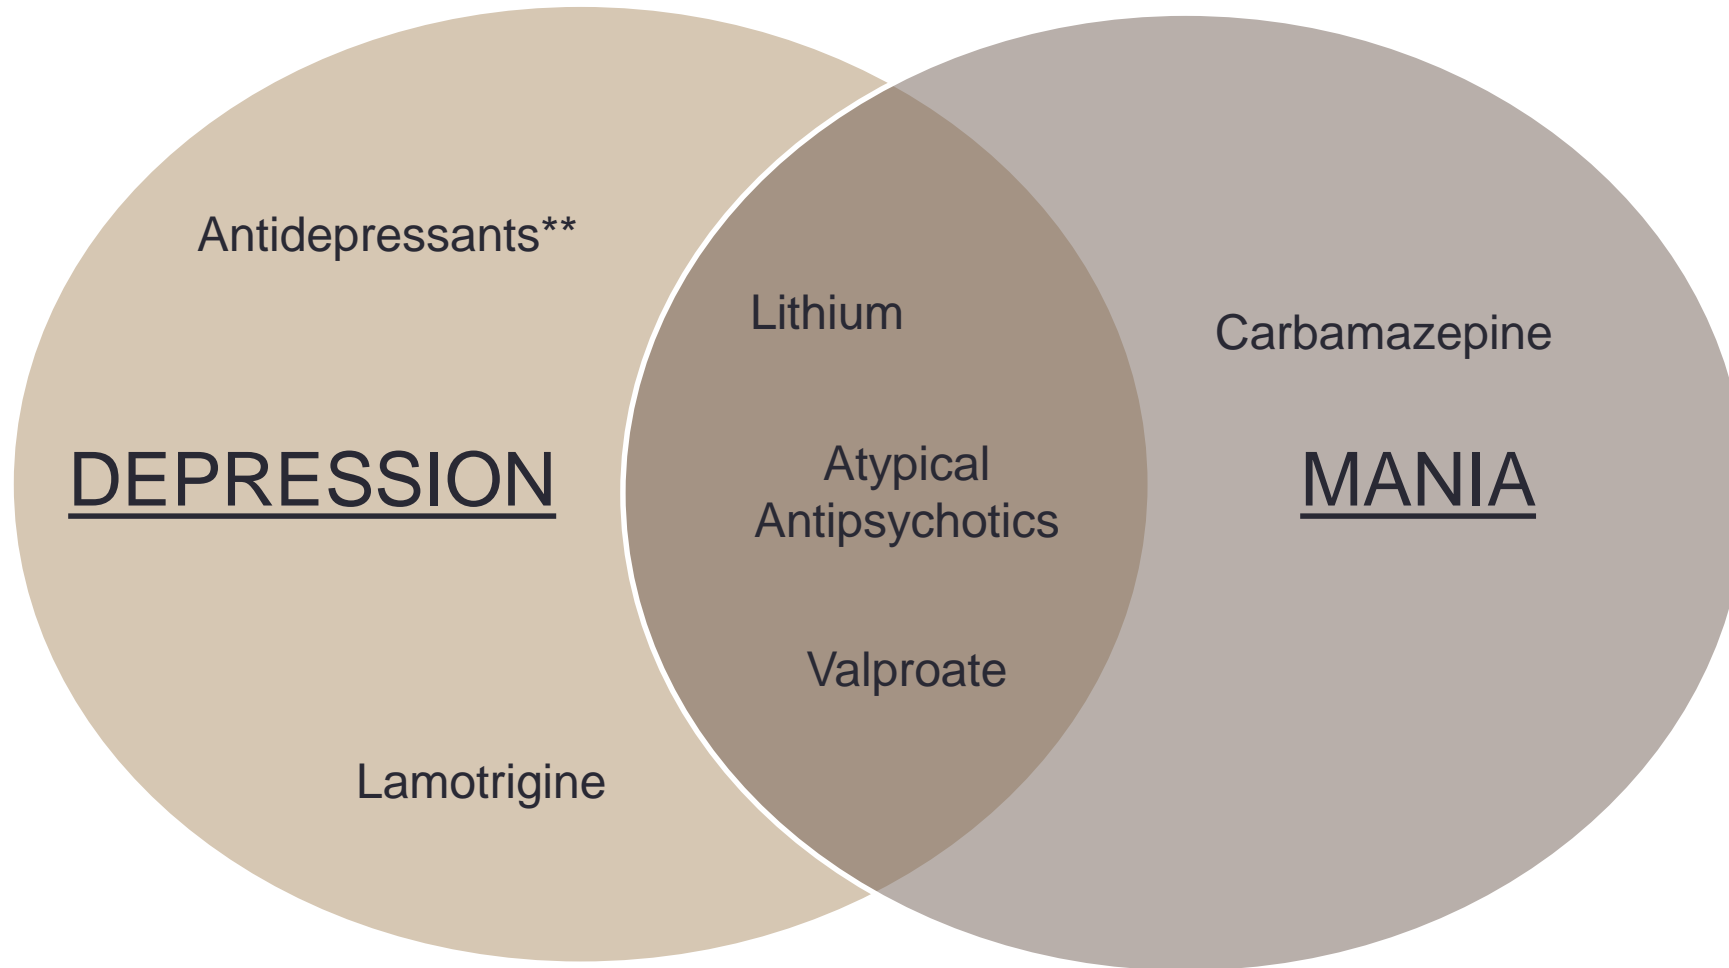 Antidepressants**
DEPRESSION
Lamotrigine
Lithium
Atypical
Antipsychotics
Valproate
Carbamazepine
MANIA